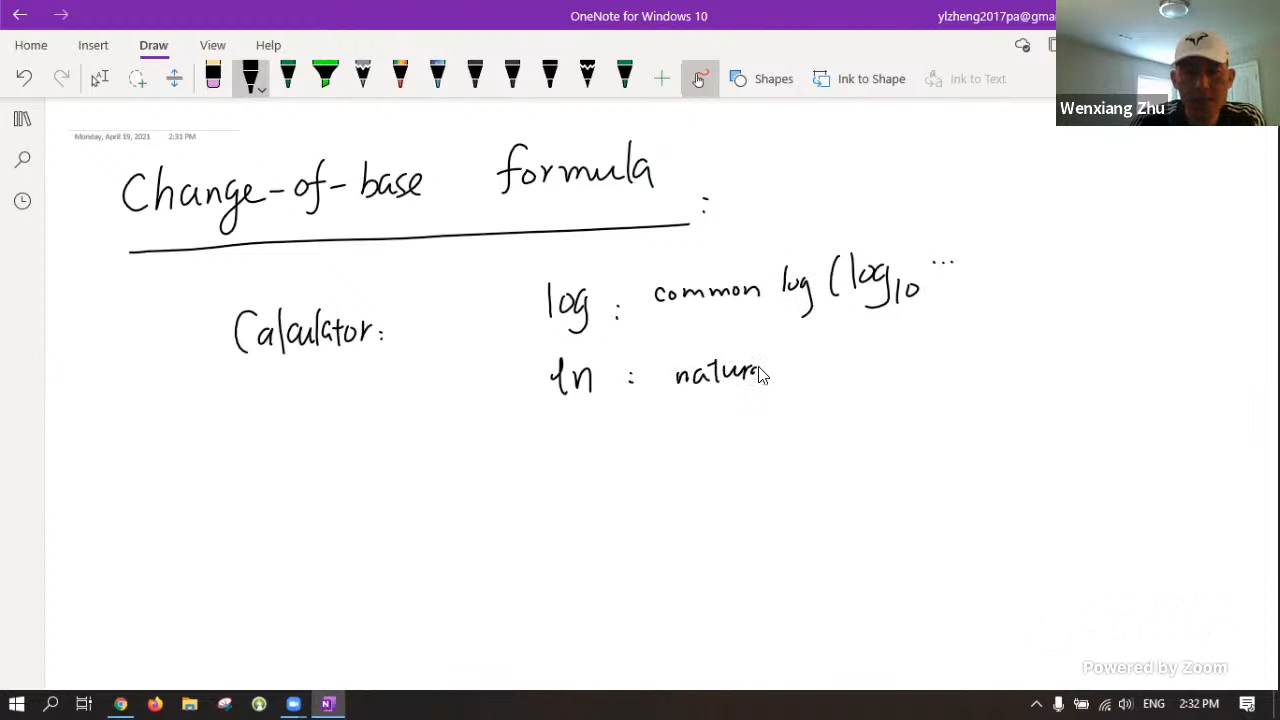 OneNote for Windows 10
ylzheng2017pa@gma
Home Insert Draw View Help
Shapes Ink to Shape Ink to Text
Wenxiang Zhu
Monday, April 19, 2021 2:31 PM
Change-of-base formula :
Calculator: log : common log (log10 ...
ln : natura
Powered by Zoom
ENG 2:32 PM